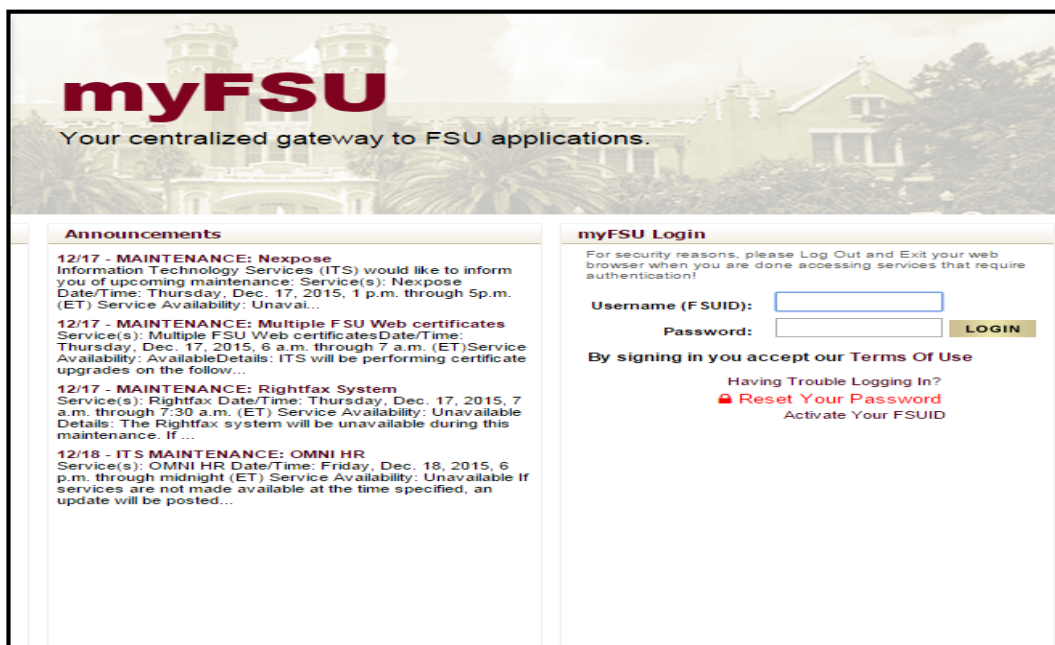 myFSU
Your centralized gateway to FSU applications.
Announcements
12/17 - MAINTENANCE: Nexpose
Information Technology Services (ITS) would like to inform
you of upcoming maintenance: Service(s): Nexpose
Date/Time: Thursday, Dec. 17, 2015, 1 p.m. through 5p.m.
(ET) Service Availability: Unavai...
12/17 - MAINTENANCE: Multiple FSU Web certificates
Service(s): Multiple FSU Web certificatesDate/Time:
Thursday, Dec. 17, 2015, 6 a.m. through 7 a.m. (ET)Service
Availability: AvailableDetails: ITS will be performing certificate
upgrades on the follow...
12/17 - MAINTENANCE: Rightfax System
Service(s): Rightfax Date/Time: Thursday, Dec. 17, 2015, 7
a.m. through 7:30 a.m. (ET) Service Availability: Unavailable
Details: The Rightfax system will be unavailable during this
maintenance. If ...
12/18 - ITS MAINTENANCE: OMNI HR
Service(s): OMNI HR Date/Time: Friday, Dec. 18, 2015, 6
p.m. through midnight (ET) Service Availability: Unavailable If
services are not made available at the time specified, an
update will be posted...
myFSU Login
For security reasons, please Log Out and Exit your web
browser when you are done accessing services that require
authentication!
Username (FSUID):
Password:
LOGIN
By signing in you accept our Terms Of Use
Having Trouble Logging In?
Reset Your Password
Activate Your FSUID